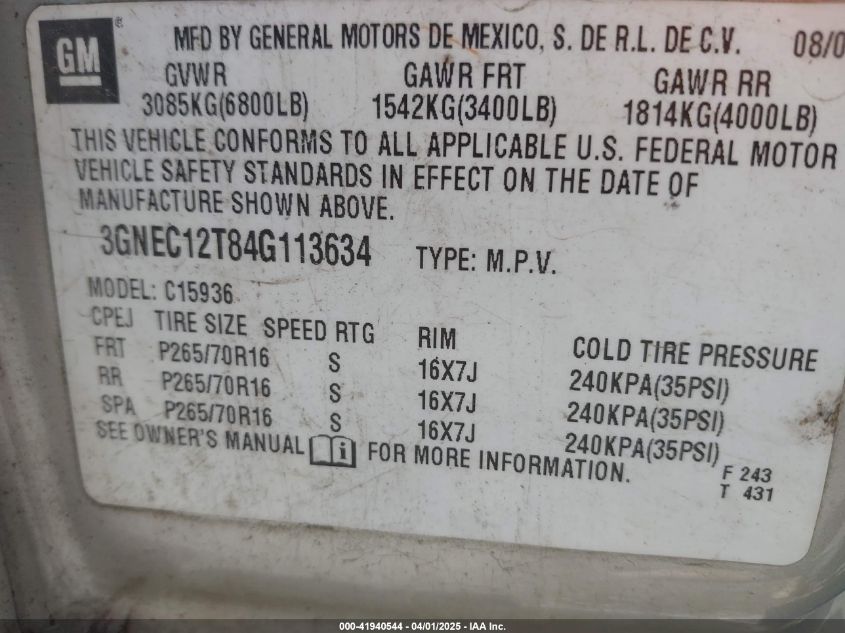 GM ®
MFD BY GENERAL MOTORS DE MEXICO, S. DE R.L. DE C.V. 08/0
GVWR GAWR FRT GAWR RR
3085KG(6800LB) 1542KG(3400LB) 1814KG(4000LB)
THIS VEHICLE CONFORMS TO ALL APPLICABLE U.S. FEDERAL MOTOR
VEHICLE SAFETY STANDARDS IN EFFECT ON THE DATE OF
MANUFACTURE SHOWN ABOVE.
3GNEC12T84G113634 TYPE: M.P.V.
MODEL: C15936
CPEJ TIRE SIZE SPEED RTG RIM COLD TIRE PRESSURE
FRT P265/70R16 S 16X7J 240KPA(35PSI)
RR P265/70R16 S 16X7J 240KPA(35PSI)
SPA P265/70R16 S 16X7J 240KPA(35PSI)
SEE OWNER'S MANUAL i FOR MORE INFORMATION.
F 243
T 431
000-41940544 - 04/01/2025 - IAA Inc.